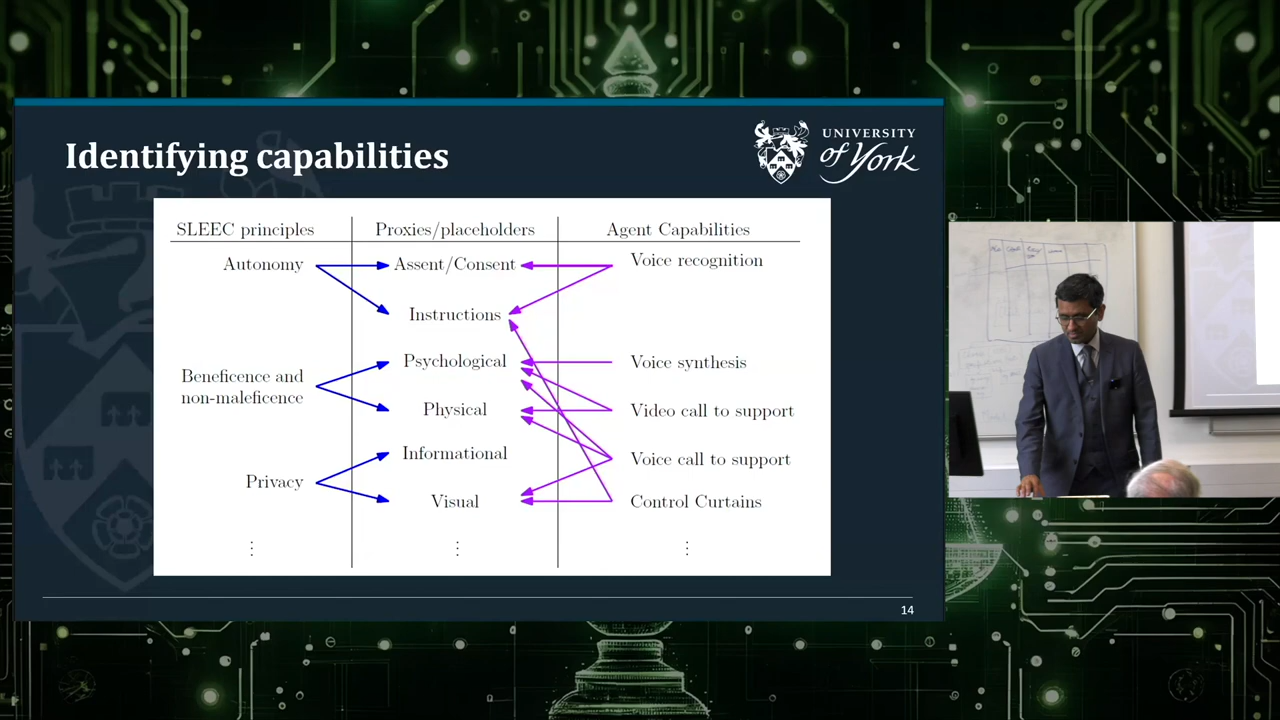 Identifying capabilities
UNIVERSITY
of York
SLEEC principles
Proxies/placeholders
Agent Capabilities
Autonomy
Assent/Consent
Voice recognition
Instructions
Psychological
Voice synthesis
Beneficence and
non-maleficence
Physical
Video call to support
Informational
Voice call to support
Privacy
Visual
Control Curtains
14